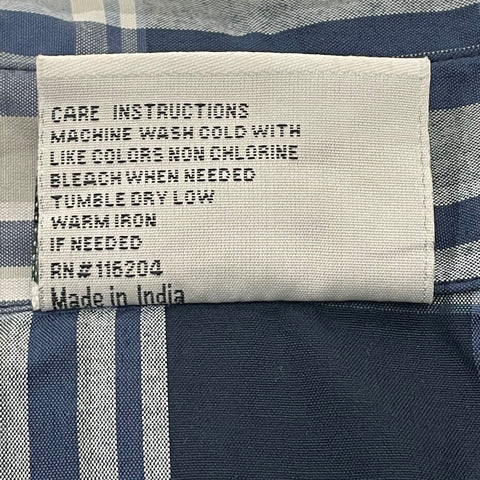 CARE INSTRUCTIONS
MACHINE WASH COLD WITH
LIKE COLORS NON CHLORINE
BLEACH WHEN NEEDED
TUMBLE DRY LOW
WARM IRON
IF NEEDED
RN#116204
Made in India